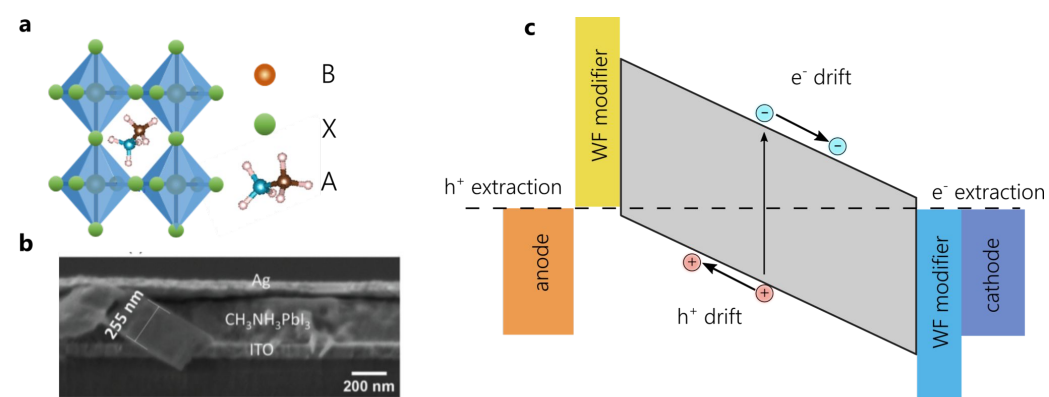 a
B
X
A
b
Ag
255 nm
CH₃NH₃PbI₃
ITO
200 nm
c
WF modifier
e⁻ drift
−
−
h⁺ extraction
e⁻ extraction
anode
+
+
h⁺ drift
WF modifier
cathode